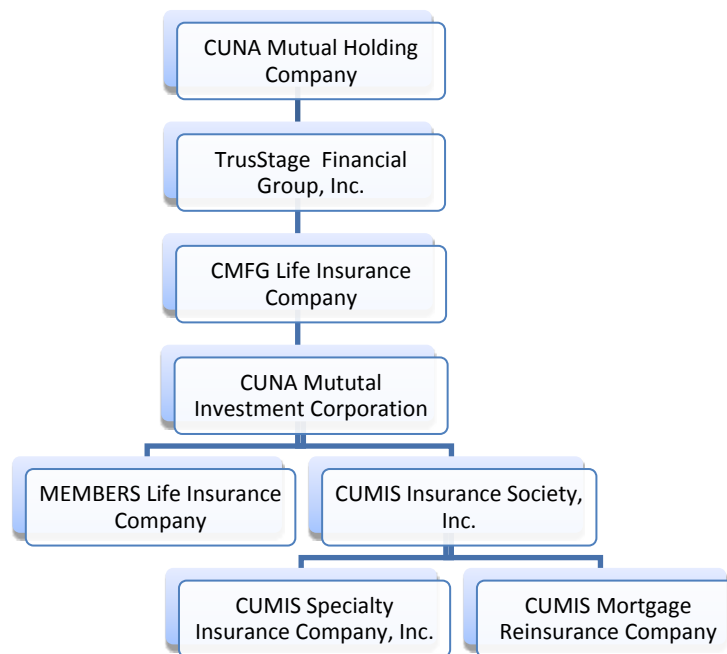 CUNA Mutual Holding
Company
TrusStage Financial
Group, Inc.
CMFG Life Insurance
Company
CUNA Mututal
Investment Corporation
MEMBERS Life Insurance
Company
CUMIS Insurance Society,
Inc.
CUMIS Specialty
Insurance Company, Inc.
CUMIS Mortgage
Reinsurance Company